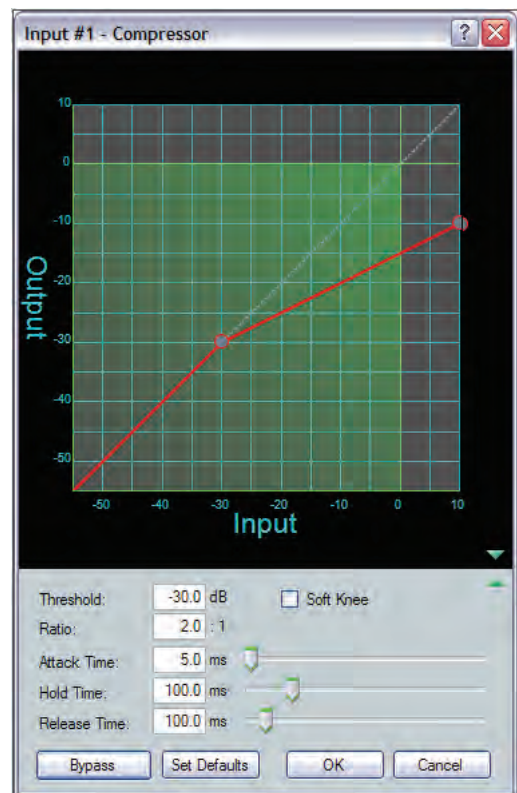 Input #1 - Compressor
?
10
0
-10
-20
-30
-40
-50
Output
-50
-40
-30
-20
-10
0
10
Input
Threshold: -30.0 dB Soft Knee
Ratio: 2.0 : 1
Attack Time: 5.0 ms
Hold Time: 100.0 ms
Release Time: 100.0 ms
Bypass Set Defaults OK Cancel